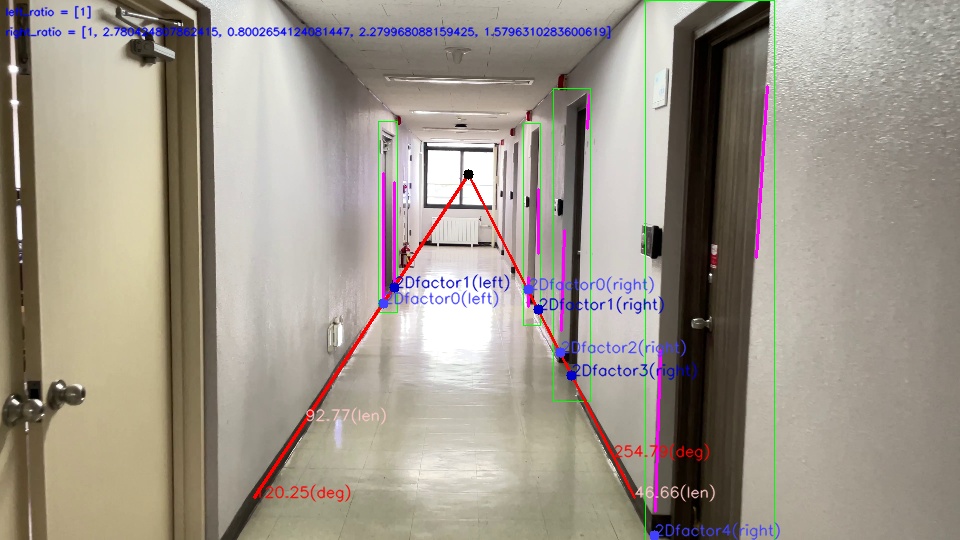 left_ratio = [1]
right_ratio = [1, 2.780424807862415, 0.8002654124081447, 2.279968088159425, 1.5796310283600619]
2Dfactor1(left)
2Dfactor0(right)
2Dfactor0(left)
2Dfactor1(right)
2Dfactor2(right)
2Dfactor3(right)
92.77(len)
254.79(deg)
120.25(deg)
46.66(len)
2Dfactor4(right)